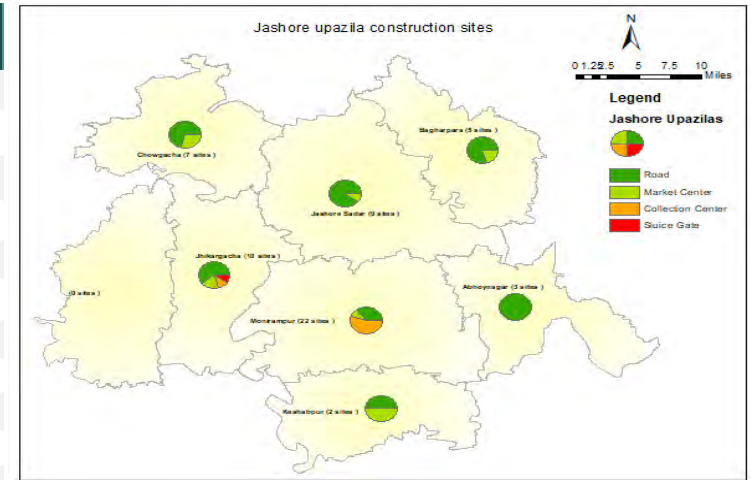 Jashore upazila construction sites
N
0 1.25 2.5 5 7.5 10
Miles
Legend
Jashore Upazilas
Road
Market Center
Collection Center
Sluice Gate
Bagharpara (5 sites )
Chowgacha (7 sites )
Jashore Sadar (9 sites )
Jhikargacha (10 sites )
Abhoynagar (3 sites )
(0 sites )
Monirampur (22 sites )
Keshabpur (2 sites )